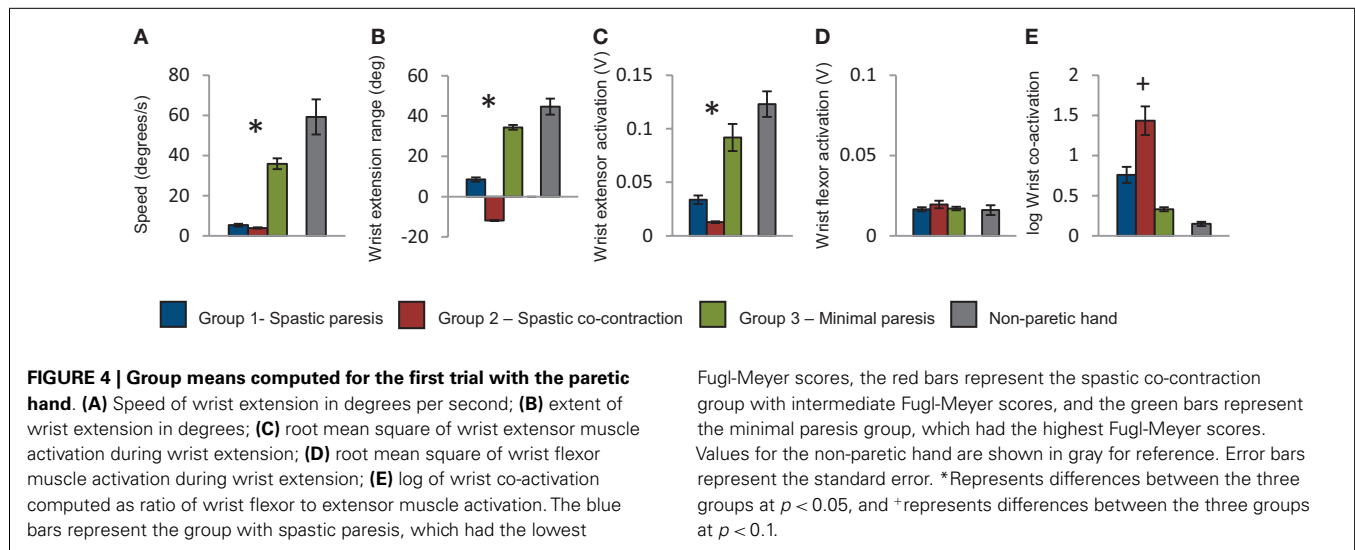 A
B
C
D
E
Speed (degrees/s)
80
60
40
20
0
*
Wrist extension range (deg)
60
40
20
0
-20
*
Wrist extensor activation (V)
0.15
0.1
0.05
0
*
Wrist flexor activation (V)
0.1
0.05
0
log Wrist co-activation
2
1.5
1
0.5
0
+
Group 1- Spastic paresis
Group 2 – Spastic co-contraction
Group 3 – Minimal paresis
Non-paretic hand
FIGURE 4 | Group means computed for the first trial with the paretic
hand. (A) Speed of wrist extension in degrees per second; (B) extent of
wrist extension in degrees; (C) root mean square of wrist extensor muscle
activation during wrist extension; (D) root mean square of wrist flexor
muscle activation during wrist extension; (E) log of wrist co-activation
computed as ratio of wrist flexor to extensor muscle activation. The blue
bars represent the group with spastic paresis, which had the lowest
Fugl-Meyer scores, the red bars represent the spastic co-contraction
group with intermediate Fugl-Meyer scores, and the green bars represent
the minimal paresis group, which had the highest Fugl-Meyer scores.
Values for the non-paretic hand are shown in gray for reference. Error bars
represent the standard error. *Represents differences between the three
groups at p < 0.05, and +represents differences between the three groups
at p < 0.1.